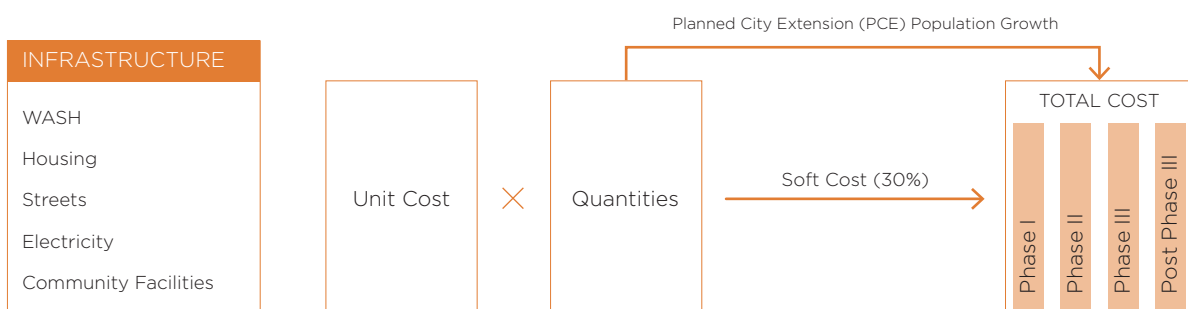 Planned City Extension (PCE) Population Growth
INFRASTRUCTURE
WASH
Housing
Streets
Electricity
Community Facilities
Unit Cost
×
Quantities
Soft Cost (30%)
TOTAL COST
Phase I
Phase II
Phase III
Post Phase III